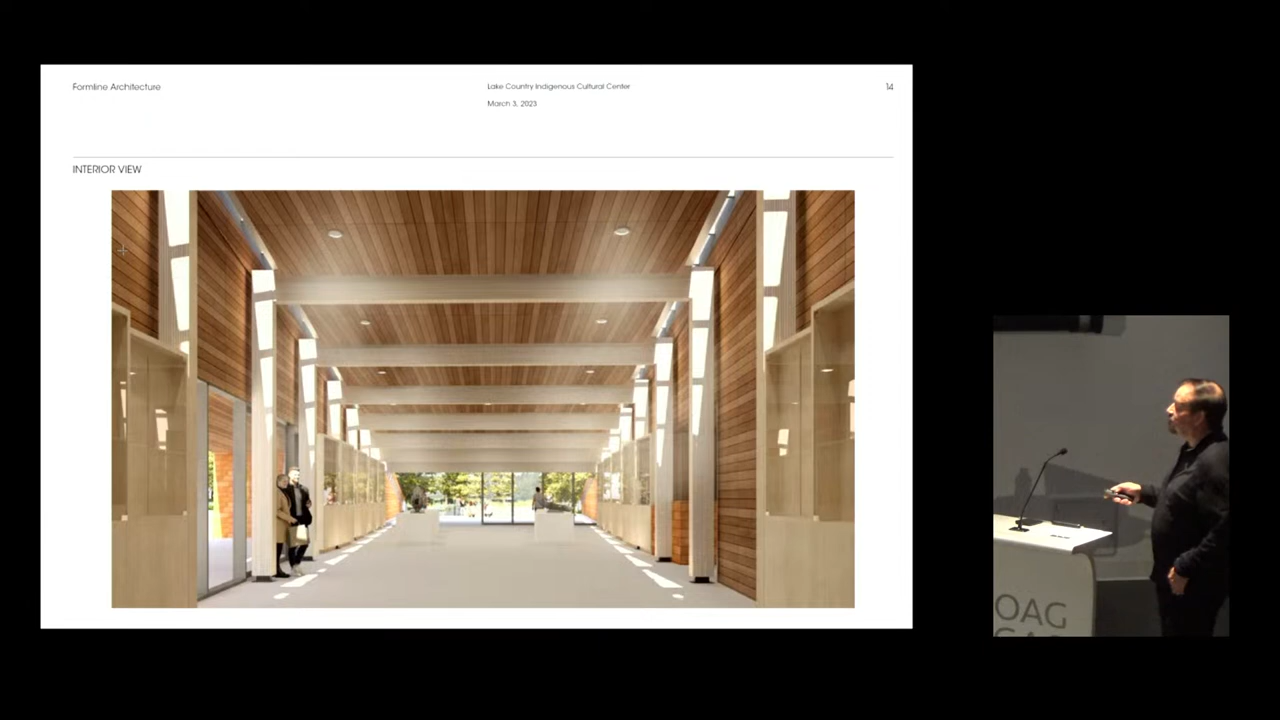 Formline Architecture
Lake Country Indigenous Cultural Center
March 3, 2023
14
INTERIOR VIEW
OAG